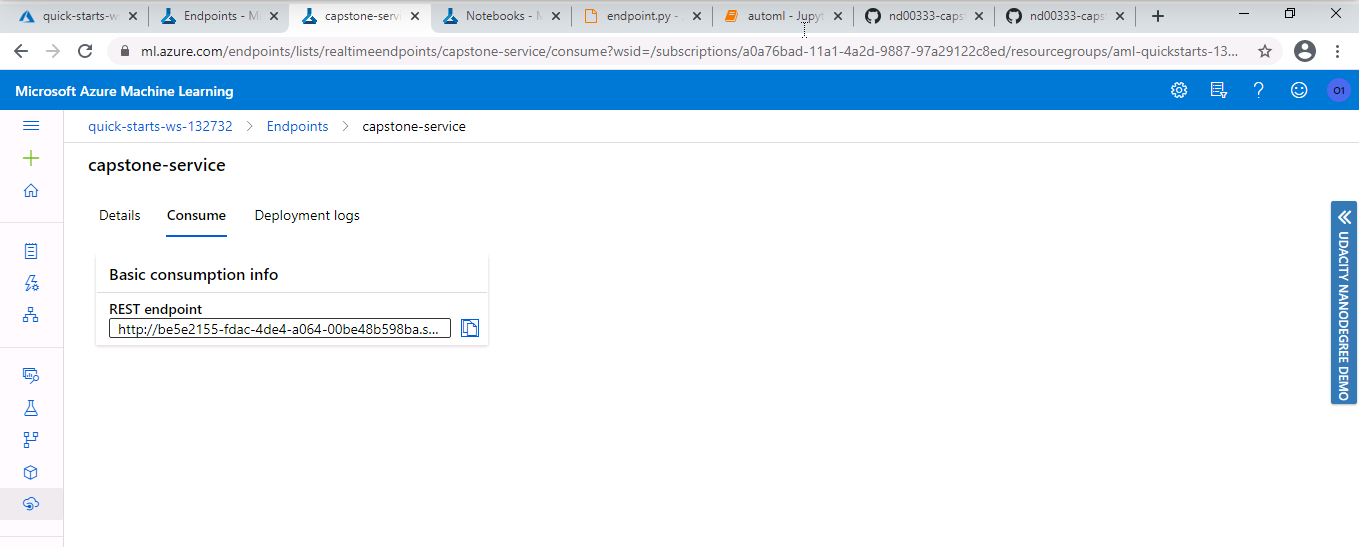 quick-starts-ws
Endpoints - Mi
capstone-servi
Notebooks - M
endpoint.py -
automl - Jupyt
nd00333-caps
nd00333-caps
ml.azure.com/endpoints/lists/realtimeendpoints/capstone-service/consume?wsid=/subscriptions/a0a76bad-11a1-4a2d-9887-97a29122c8ed/resourcegroups/aml-quickstarts-13...
Microsoft Azure Machine Learning
O1
quick-starts-ws-132732 > Endpoints > capstone-service
capstone-service
Details Consume Deployment logs
Basic consumption info
REST endpoint
http://be5e2155-fdac-4de4-a064-00be48b598ba.s...
UDACITY NANODEGREE DEMO